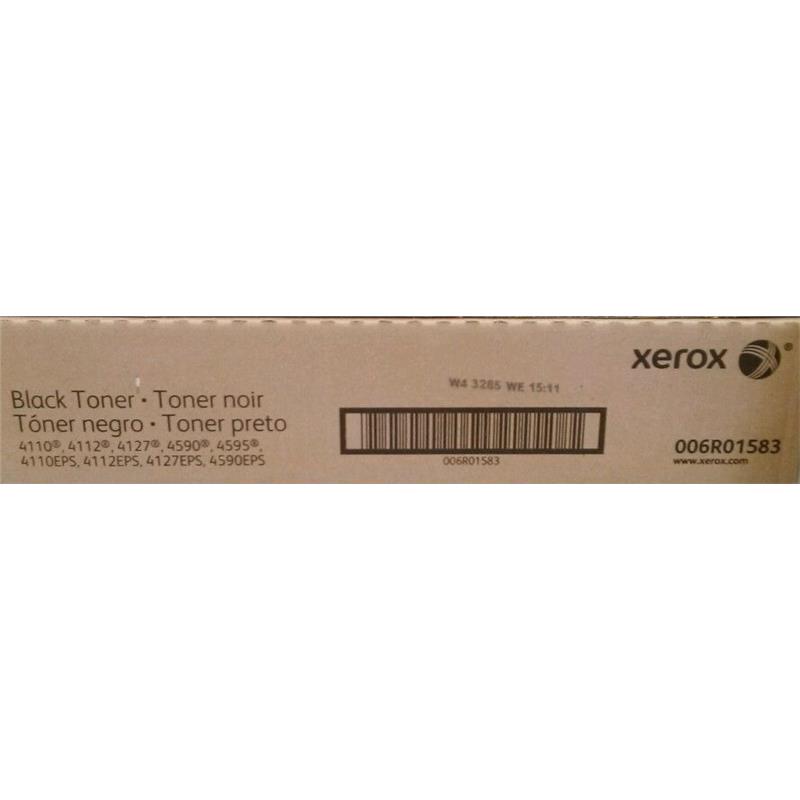 Black Toner • Toner noir
Tóner negro • Toner preto
4110®, 4112®, 4127®, 4590®, 4595®,
4110EPS, 4112EPS, 4127EPS, 4590EPS
W4 3285 WE 15:11
006R01583
xerox ®
006R01583
www.xerox.com